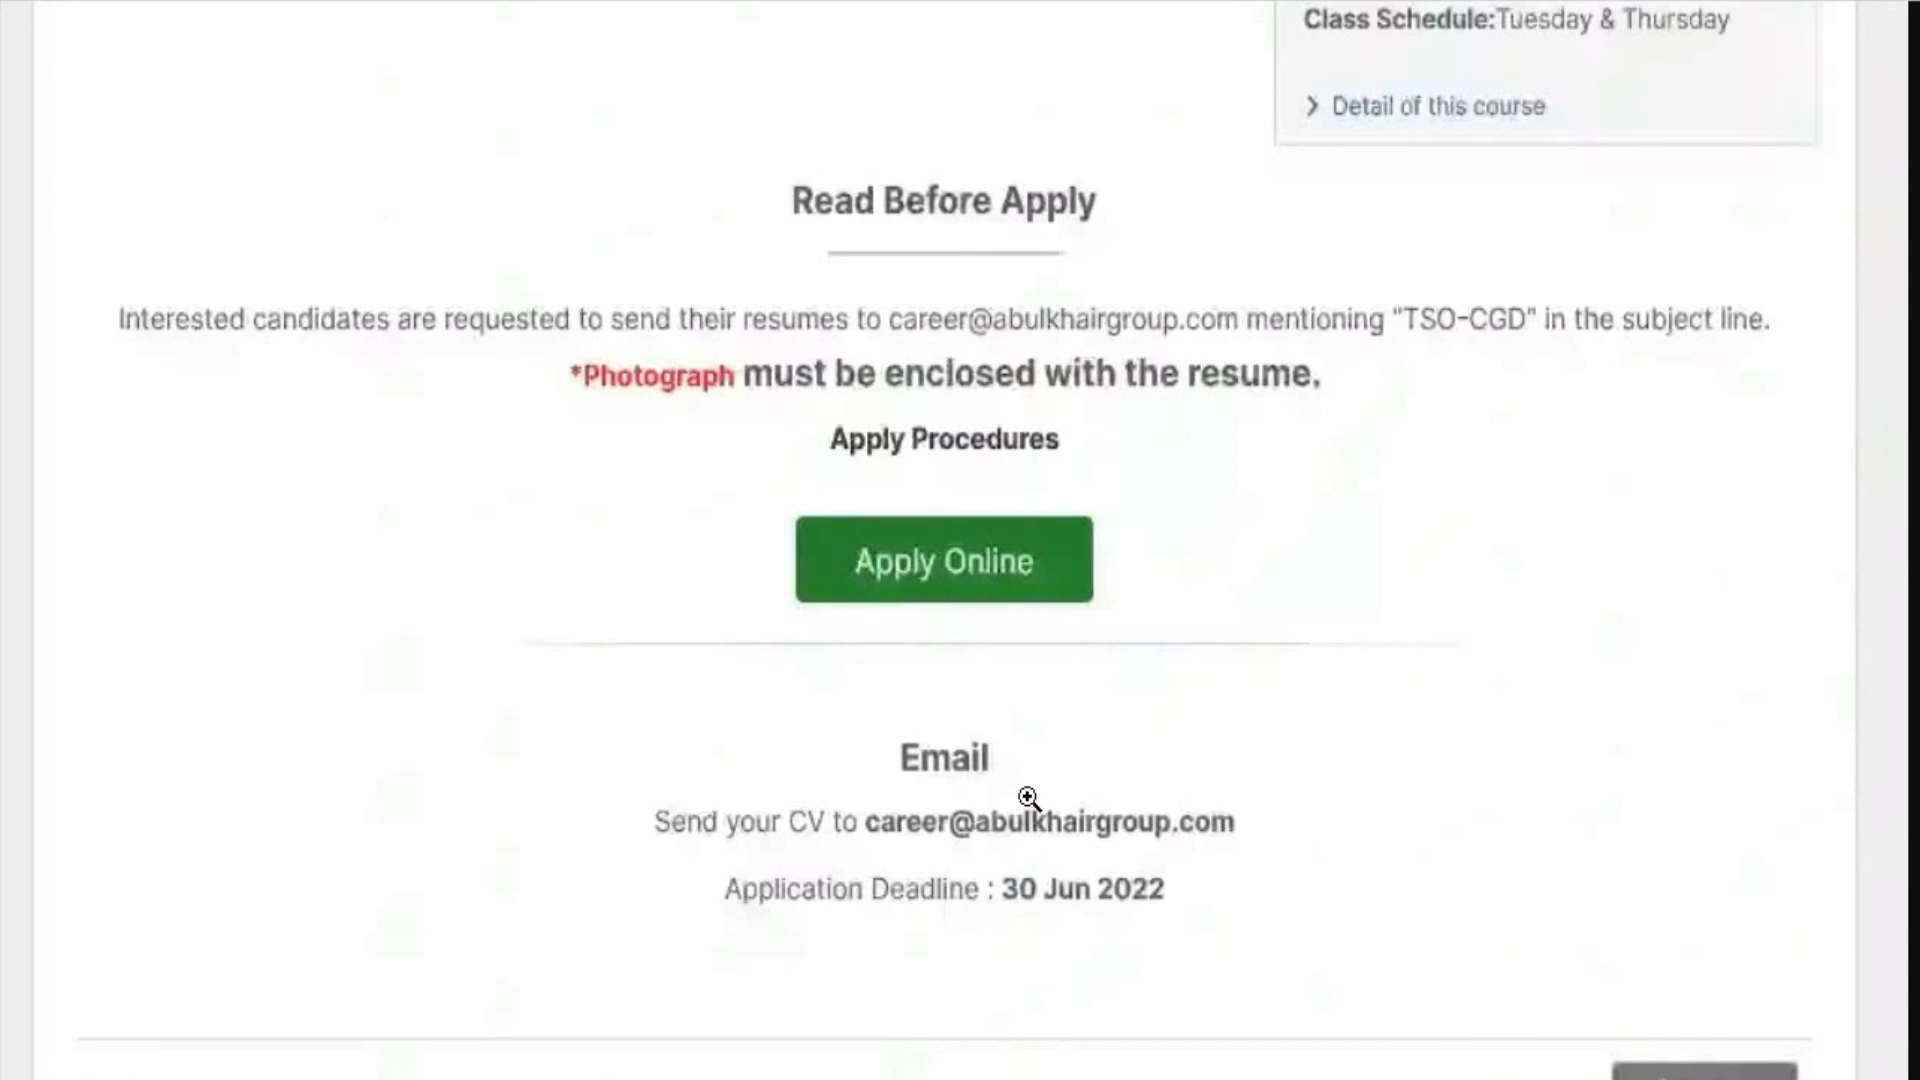 Class Schedule:Tuesday & Thursday
Detail of this course
Read Before Apply
Interested candidates are requested to send their resumes to career@abulkhairgroup.com mentioning "TSO-CGD" in the subject line.
*Photograph must be enclosed with the resume.
Apply Procedures
Apply Online
Email
Send your CV to career@abulkhairgroup.com
Application Deadline : 30 Jun 2022